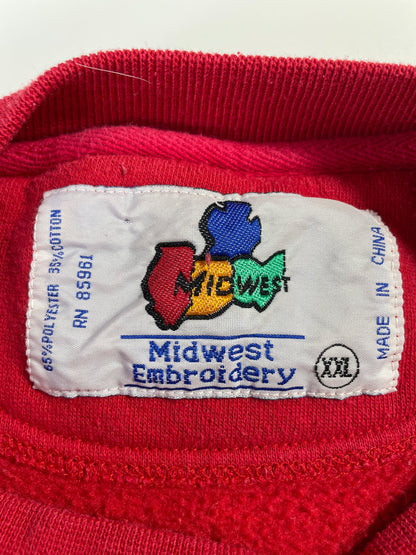 65% POLYESTER 35% COTTON
RN 85961
MIDWEST
Midwest
Embroidery
XXL
MADE IN CHINA